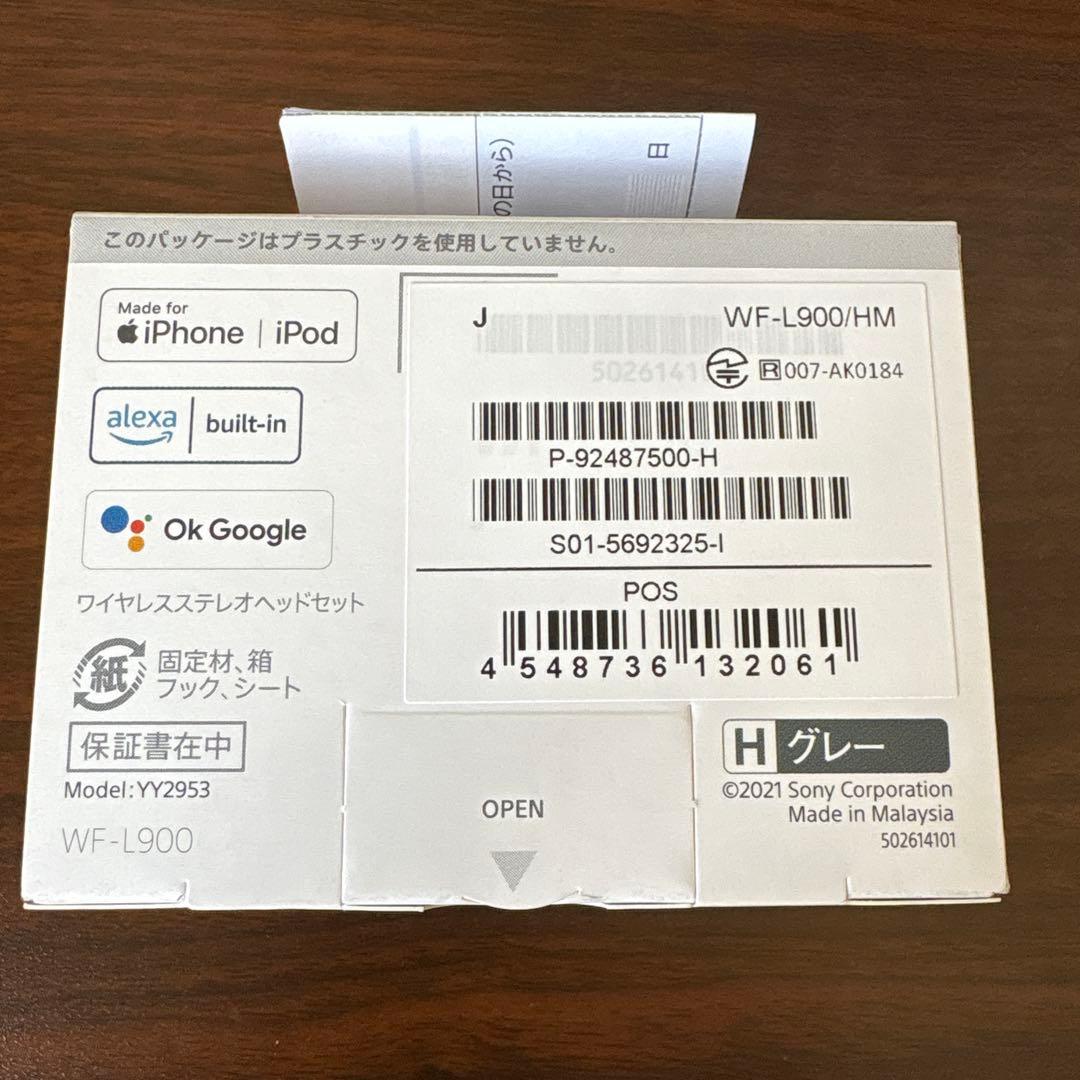 の日から)
日
このパッケージはプラスチックを使用していません。
Made for
iPhone | iPod
alexa | built-in
Ok Google
ワイヤレスステレオヘッドセット
紙
固定材、箱
フック、シート
保証書在中
Model:YY2953
WF-L900
J
WF-L900/HM
R 007-AK0184
5026141
P-92487500-H
S01-5692325-I
POS
4 548736 132061
OPEN
H グレー
©2021 Sony Corporation
Made in Malaysia
502614101